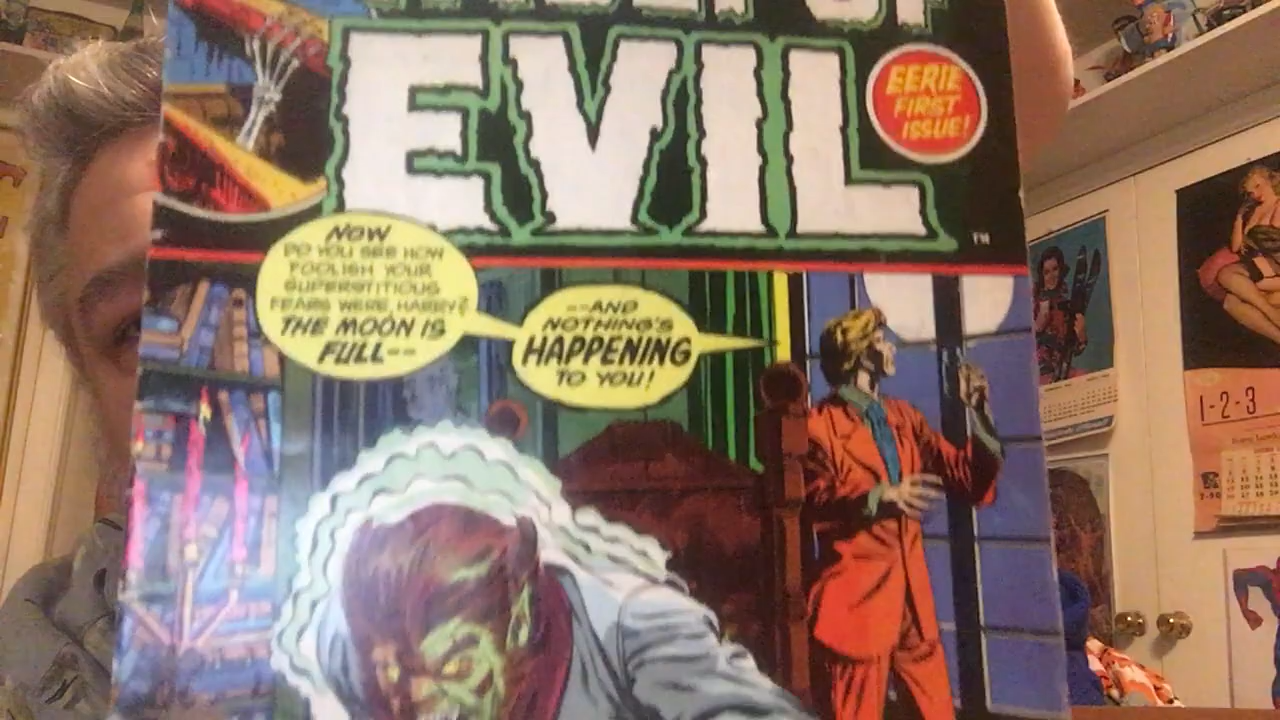 EVIL
EERIE
FIRST
ISSUE!
TM
NOW
DO YOU SEE HOW
FOOLISH YOUR
SUPERSTITIOUS
FEARS WERE, HARRY?
THE MOON IS
FULL--
--AND
NOTHING'S
HAPPENING
TO YOU!
1-2-3